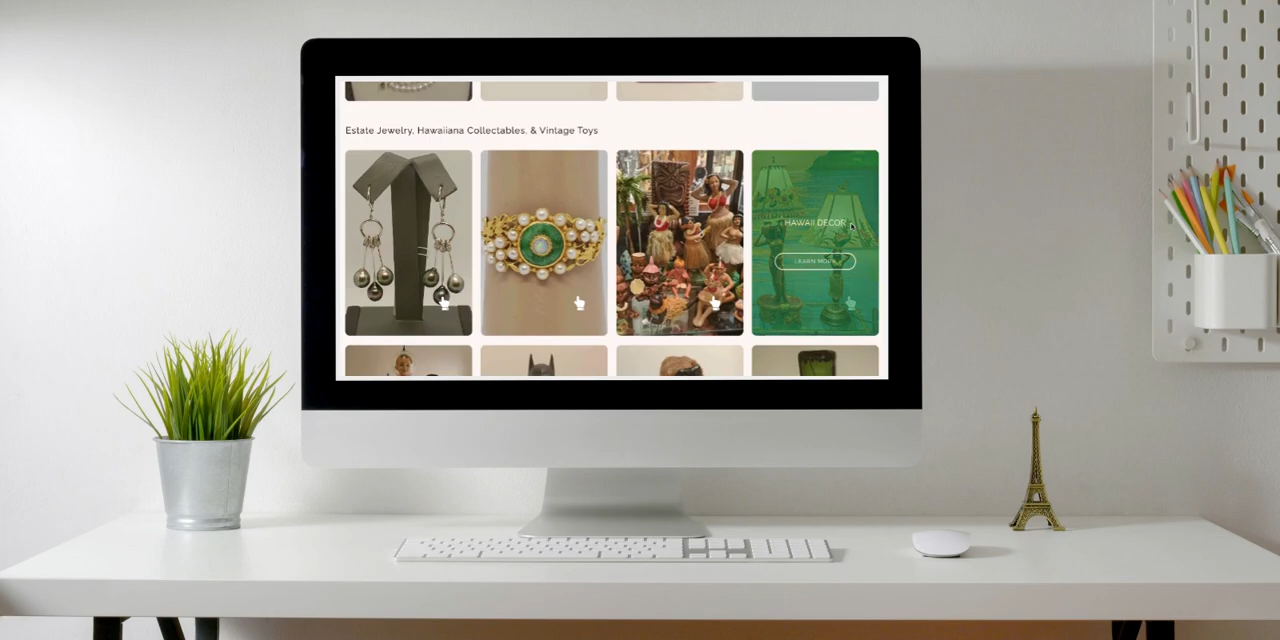 Estate Jewelry, Hawaiiana Collectables, & Vintage Toys
HAWAII DECOR
LEARN MORE